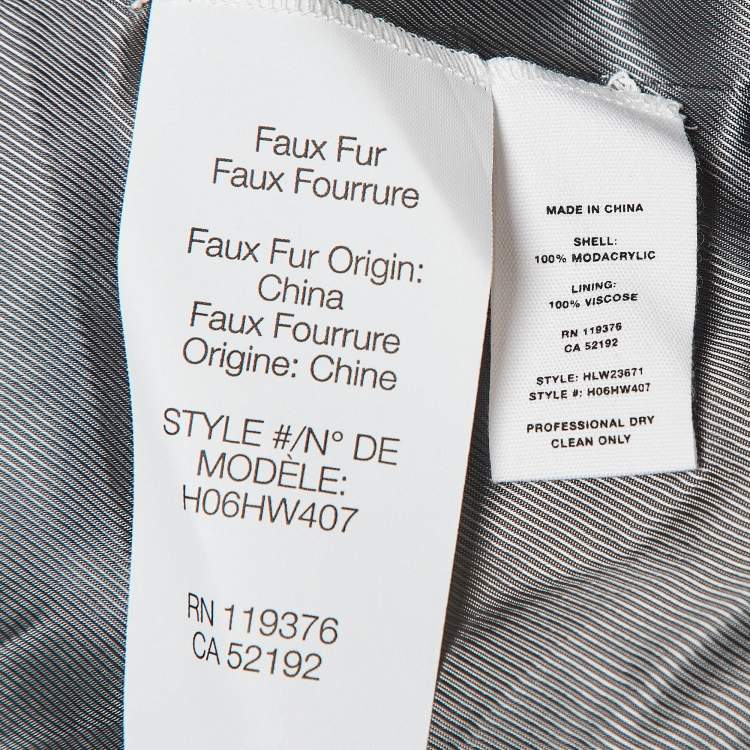 Faux Fur
Faux Fourrure
Faux Fur Origin:
China
Faux Fourrure
Origine: Chine
STYLE #/N° DE
MODÈLE:
H06HW407
RN 119376
CA 52192
MADE IN CHINA
SHELL:
100% MODACRYLIC
LINING:
100% VISCOSE
RN 119376
CA 52192
STYLE: HLW23671
STYLE #: H06HW407
PROFESSIONAL DRY
CLEAN ONLY